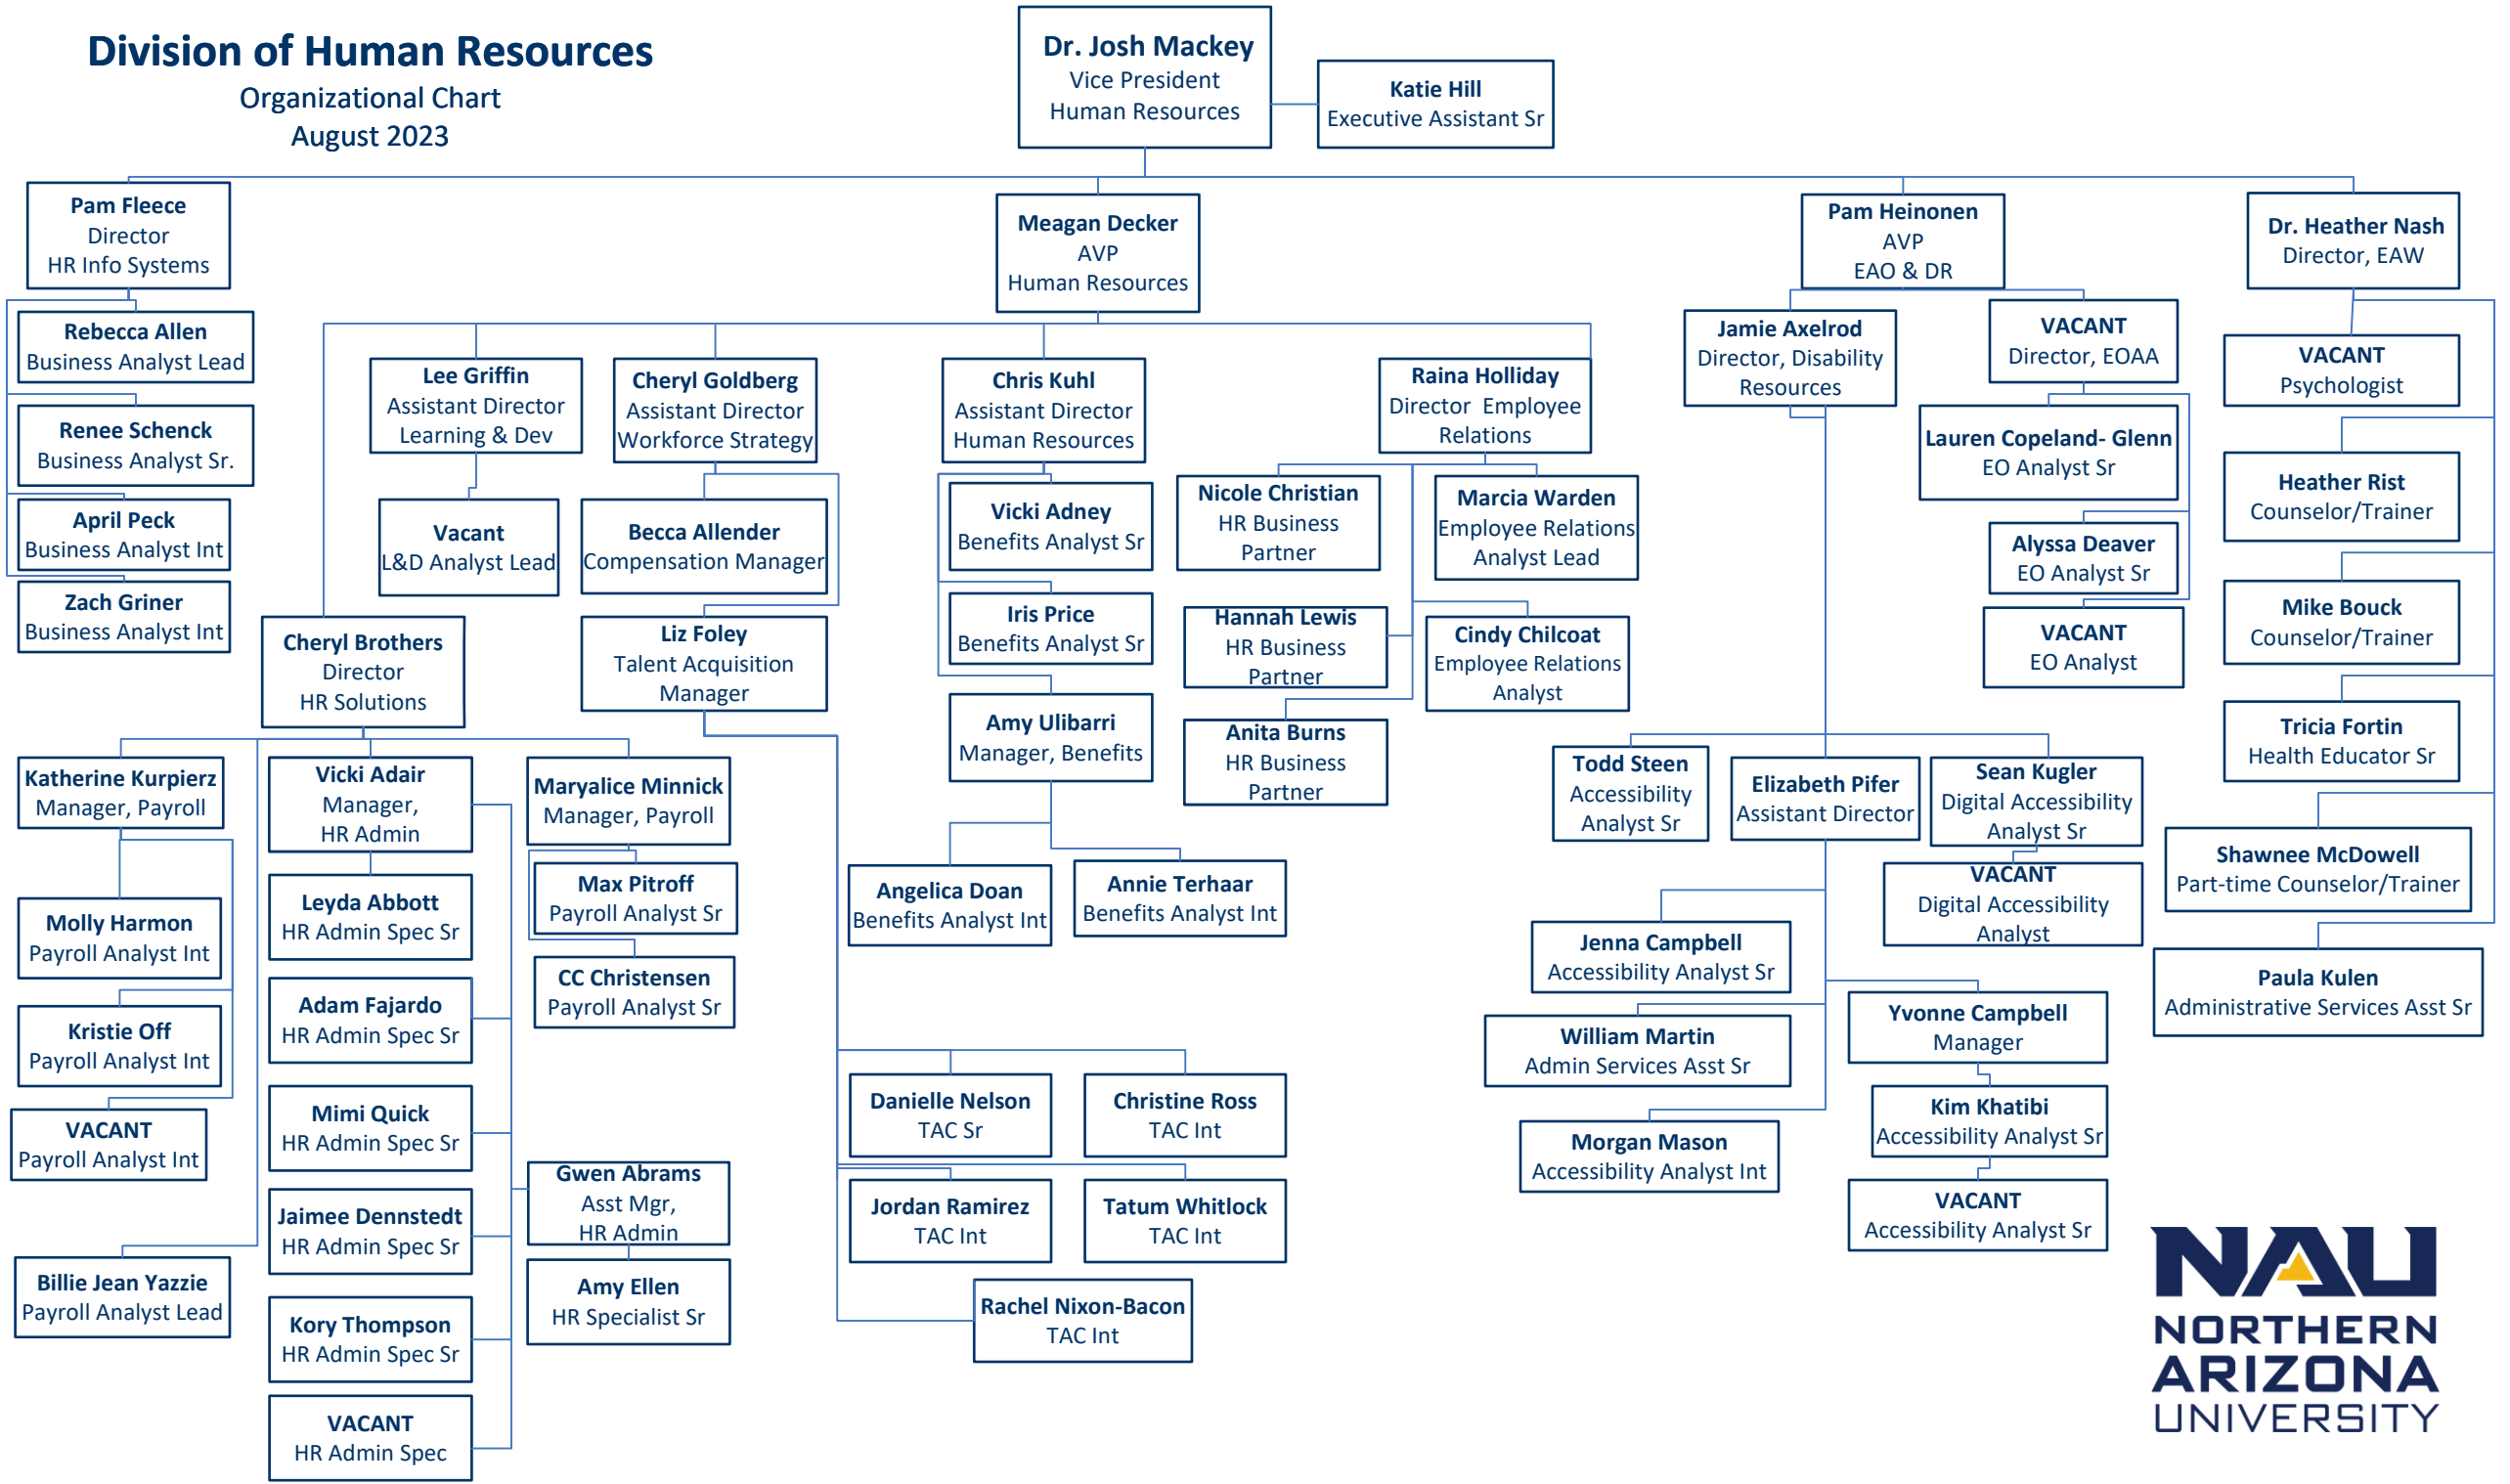 Division of Human Resources
Organizational Chart
August 2023
Dr. Josh Mackey
Vice President
Human Resources
Katie Hill
Executive Assistant Sr
Pam Fleece
Director
HR Info Systems
Rebecca Allen
Business Analyst Lead
Renee Schenck
Business Analyst Sr.
April Peck
Business Analyst Int
Zach Griner
Business Analyst Int
Meagan Decker
AVP
Human Resources
Lee Griffin
Assistant Director
Learning & Dev
Vacant
L&D Analyst Lead
Cheryl Goldberg
Assistant Director
Workforce Strategy
Becca Allender
Compensation Manager
Liz Foley
Talent Acquisition
Manager
Chris Kuhl
Assistant Director
Human Resources
Vicki Adney
Benefits Analyst Sr
Iris Price
Benefits Analyst Sr
Amy Ulibarri
Manager, Benefits
Angelica Doan
Benefits Analyst Int
Annie Terhaar
Benefits Analyst Int
Raina Holliday
Director  Employee
Relations
Nicole Christian
HR Business
Partner
Marcia Warden
Employee Relations
Analyst Lead
Hannah Lewis
HR Business
Partner
Cindy Chilcoat
Employee Relations
Analyst
Anita Burns
HR Business
Partner
Cheryl Brothers
Director
HR Solutions
Katherine Kurpierz
Manager, Payroll
Molly Harmon
Payroll Analyst Int
Kristie Off
Payroll Analyst Int
VACANT
Payroll Analyst Int
Billie Jean Yazzie
Payroll Analyst Lead
Vicki Adair
Manager,
HR Admin
Leyda Abbott
HR Admin Spec Sr
Adam Fajardo
HR Admin Spec Sr
Mimi Quick
HR Admin Spec Sr
Jaimee Dennstedt
HR Admin Spec Sr
Kory Thompson
HR Admin Spec Sr
VACANT
HR Admin Spec
Maryalice Minnick
Manager, Payroll
Max Pitroff
Payroll Analyst Sr
CC Christensen
Payroll Analyst Sr
Gwen Abrams
Asst Mgr,
HR Admin
Amy Ellen
HR Specialist Sr
Danielle Nelson
TAC Sr
Christine Ross
TAC Int
Jordan Ramirez
TAC Int
Tatum Whitlock
TAC Int
Rachel Nixon-Bacon
TAC Int
Pam Heinonen
AVP
EAO & DR
Jamie Axelrod
Director, Disability
Resources
VACANT
Director, EOAA
Lauren Copeland- Glenn
EO Analyst Sr
Alyssa Deaver
EO Analyst Sr
VACANT
EO Analyst
Todd Steen
Accessibility
Analyst Sr
Elizabeth Pifer
Assistant Director
Sean Kugler
Digital Accessibility
Analyst Sr
VACANT
Digital Accessibility
Analyst
Jenna Campbell
Accessibility Analyst Sr
William Martin
Admin Services Asst Sr
Morgan Mason
Accessibility Analyst Int
Yvonne Campbell
Manager
Kim Khatibi
Accessibility Analyst Sr
VACANT
Accessibility Analyst Sr
Dr. Heather Nash
Director, EAW
VACANT
Psychologist
Heather Rist
Counselor/Trainer
Mike Bouck
Counselor/Trainer
Tricia Fortin
Health Educator Sr
Shawnee McDowell
Part-time Counselor/Trainer
Paula Kulen
Administrative Services Asst Sr
NAU
NORTHERN
ARIZONA
UNIVERSITY